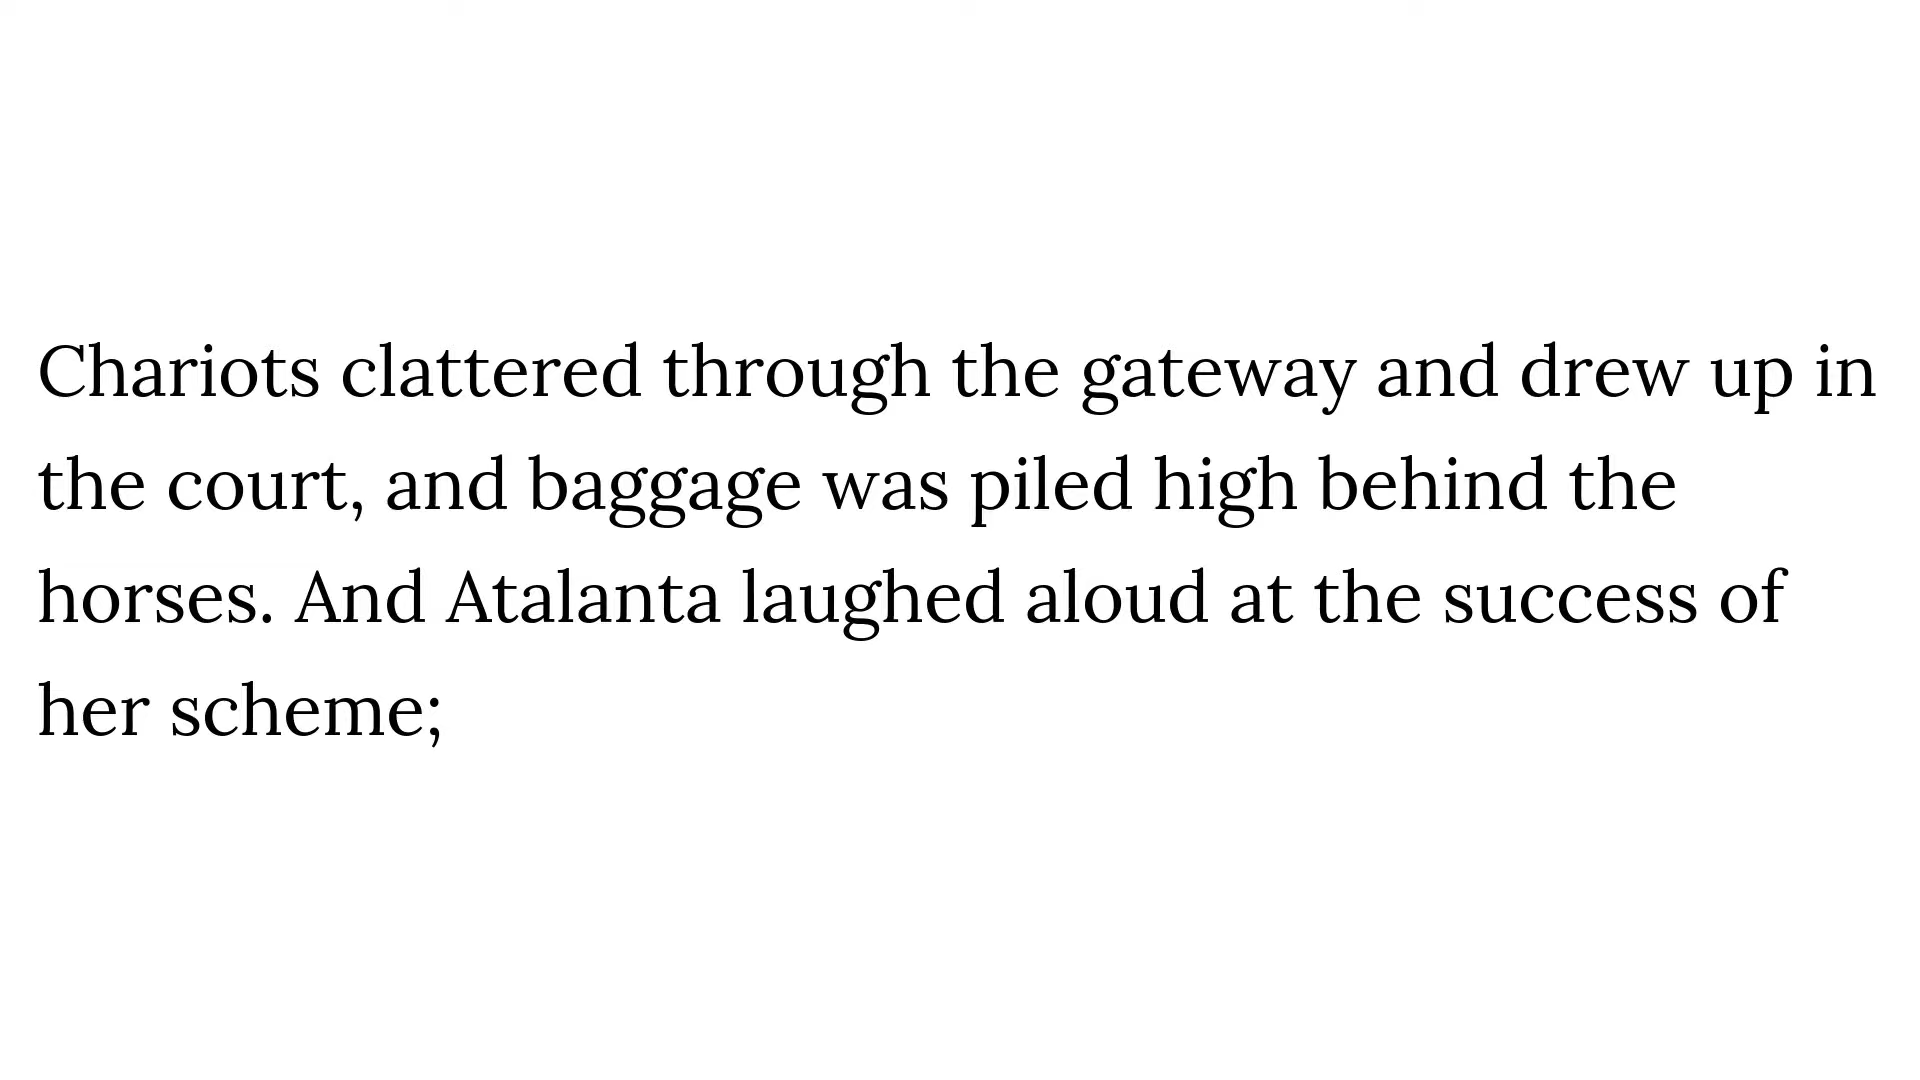 Chariots clattered through the gateway and drew up in
the court, and baggage was piled high behind the
horses. And Atalanta laughed aloud at the success of
her scheme;